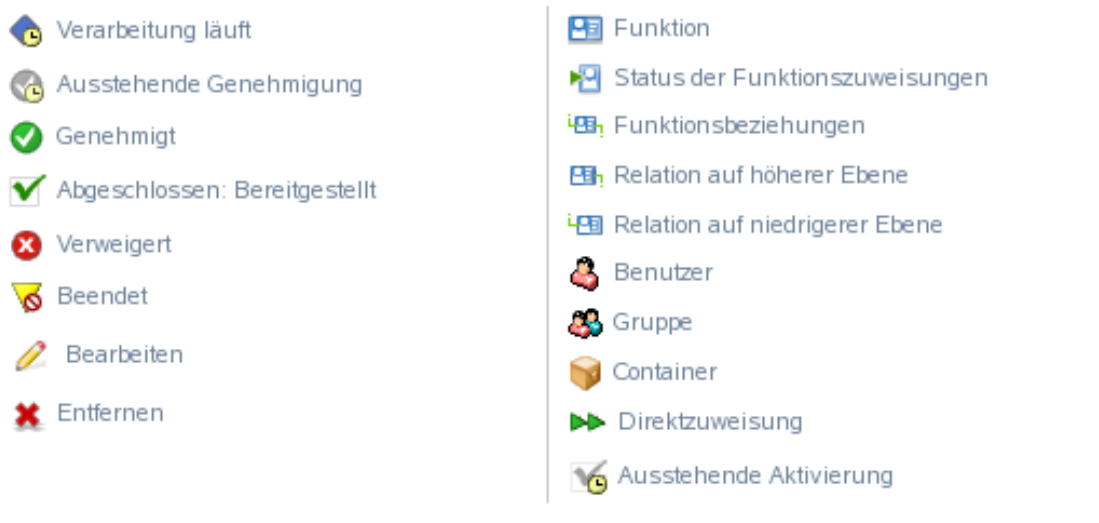 Verarbeitung läuft
Ausstehende Genehmigung
Genehmigt
Abgeschlossen: Bereitgestellt
Verweigert
Beendet
Bearbeiten
Entfernen
Funktion
Status der Funktionszuweisungen
Funktionsbeziehungen
Relation auf höherer Ebene
Relation auf niedrigerer Ebene
Benutzer
Gruppe
Container
Direktzuweisung
Ausstehende Aktivierung